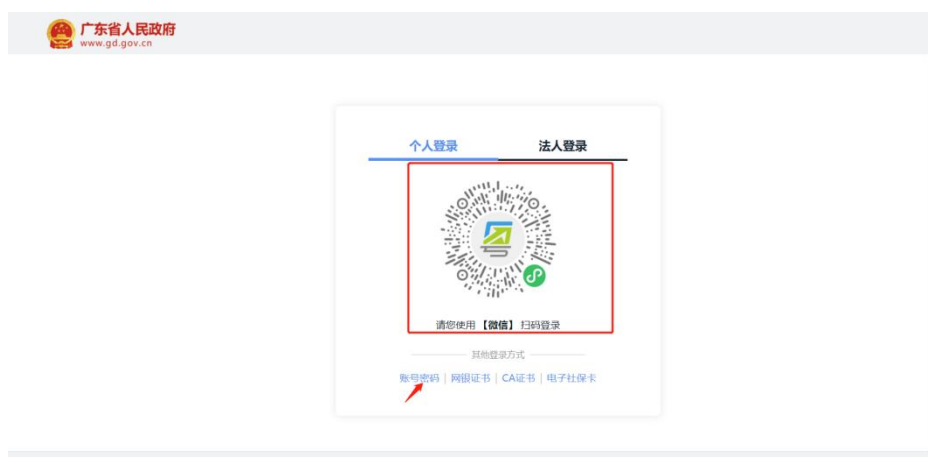 广东省人民政府
www.gd.gov.cn
个人登录 法人登录
请您使用【微信】扫码登录
其他登录方式
账号密码 | 网银证书 | CA证书 | 电子社保卡